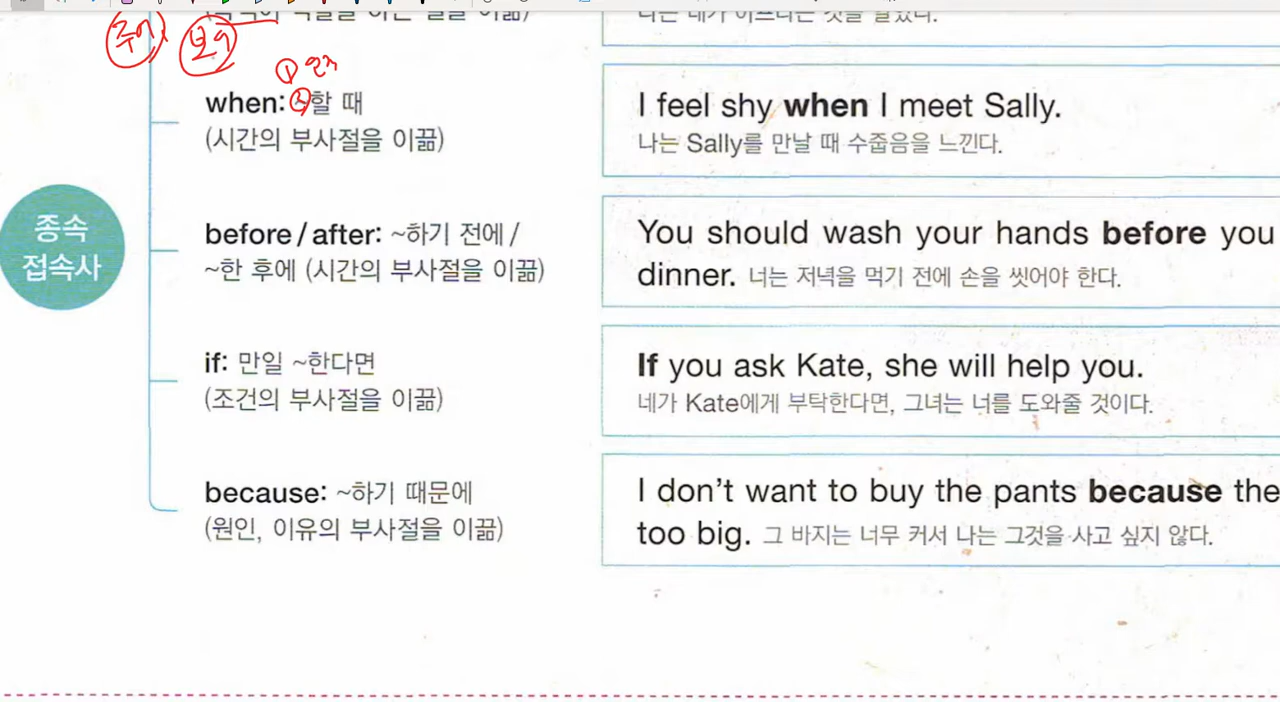 주어
보어
① 언제
when: ~할 때
(시간의 부사절을 이끎)
I feel shy when I meet Sally.
나는 Sally를 만날 때 수줍음을 느낀다.
종속
접속사
before / after: ~하기 전에 /
~한 후에 (시간의 부사절을 이끎)
You should wash your hands before you
dinner. 너는 저녁을 먹기 전에 손을 씻어야 한다.
if: 만일 ~한다면
(조건의 부사절을 이끎)
If you ask Kate, she will help you.
네가 Kate에게 부탁한다면, 그녀는 너를 도와줄 것이다.
because: ~하기 때문에
(원인, 이유의 부사절을 이끎)
I don't want to buy the pants because the
too big. 그 바지는 너무 커서 나는 그것을 사고 싶지 않다.